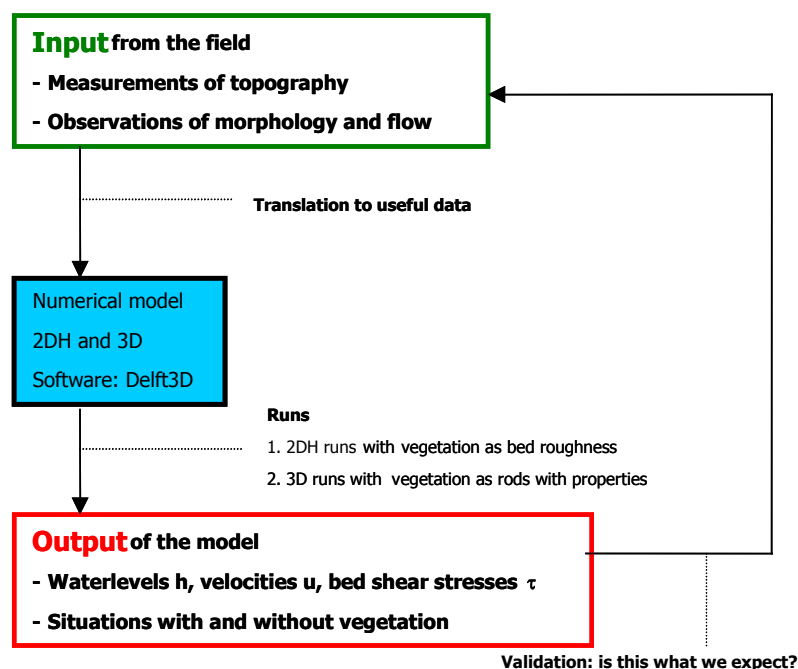 Input from the field
- Measurements of topography
- Observations of morphology and flow
Translation to useful data
Numerical model
2DH and 3D
Software: Delft3D
Runs
1. 2DH runs with vegetation as bed roughness
2. 3D runs with vegetation as rods with properties
Output of the model
- Waterlevels h, velocities u, bed shear stresses τ
- Situations with and without vegetation
Validation: is this what we expect?